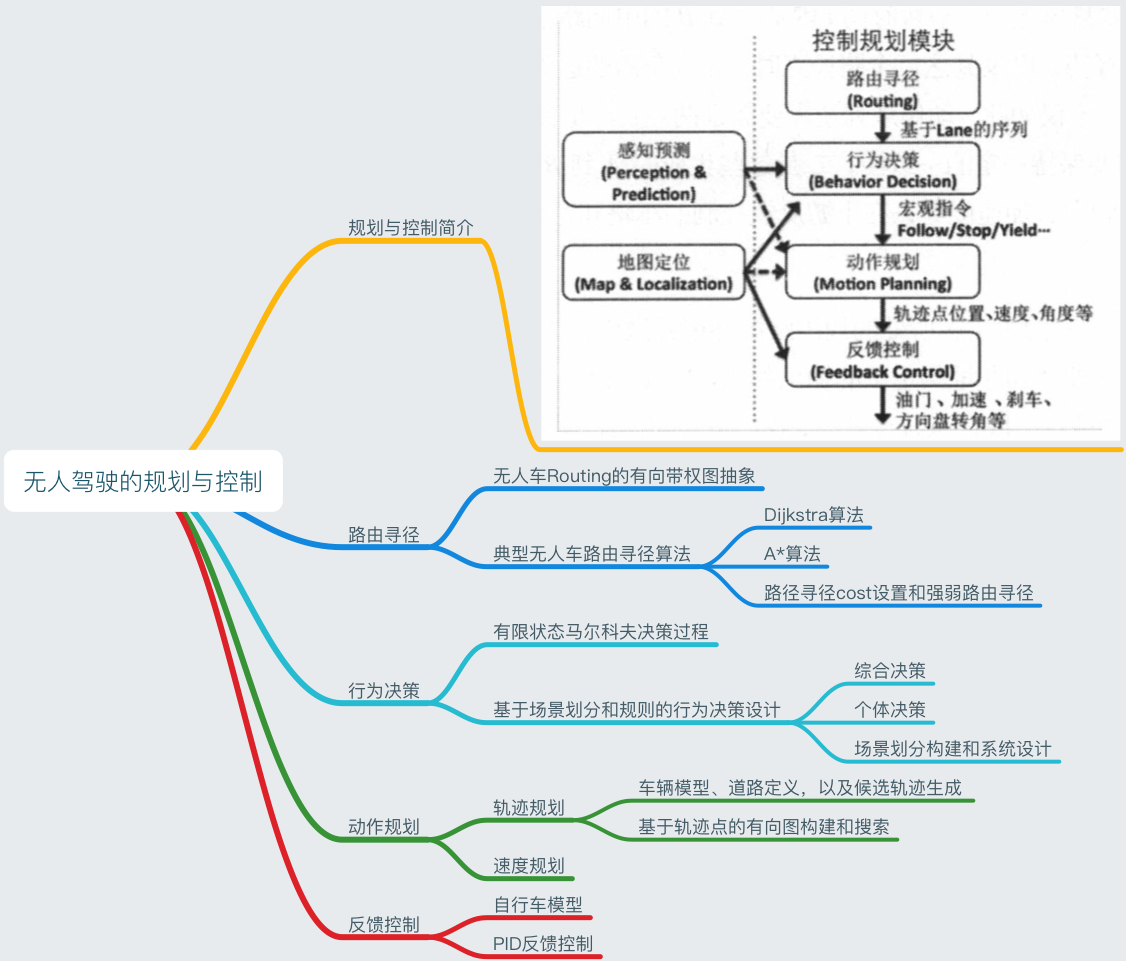 控制规划模块
路由寻径
(Routing)
基于Lane的序列
感知预测
(Perception &
Prediction)
行为决策
(Behavior Decision)
宏观指令
Follow/Stop/Yield···
地图定位
(Map & Localization)
动作规划
(Motion Planning)
轨迹点位置、速度、角度等
反馈控制
(Feedback Control)
油门、加速、刹车、
方向盘转角等
规划与控制简介
无人驾驶的规划与控制
路由寻径
无人车Routing的有向带权图抽象
典型无人车路由寻径算法
Dijkstra算法
A*算法
路径寻径cost设置和强弱路由寻径
行为决策
有限状态马尔科夫决策过程
基于场景划分和规则的行为决策设计
综合决策
个体决策
场景划分构建和系统设计
动作规划
轨迹规划
车辆模型、道路定义，以及候选轨迹生成
基于轨迹点的有向图构建和搜索
速度规划
反馈控制
自行车模型
PID反馈控制